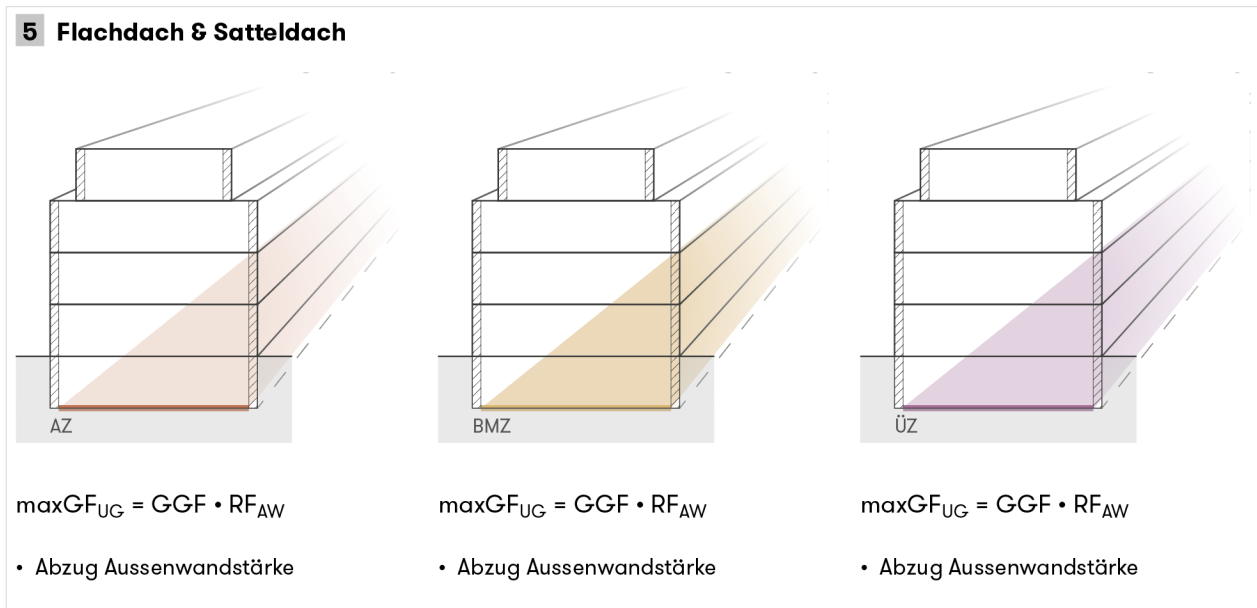 5 Flachdach & Satteldach
AZ
BMZ
ÜZ
maxGF_UG = GGF • RF_AW
maxGF_UG = GGF • RF_AW
maxGF_UG = GGF • RF_AW
• Abzug Aussenwandstärke
• Abzug Aussenwandstärke
• Abzug Aussenwandstärke